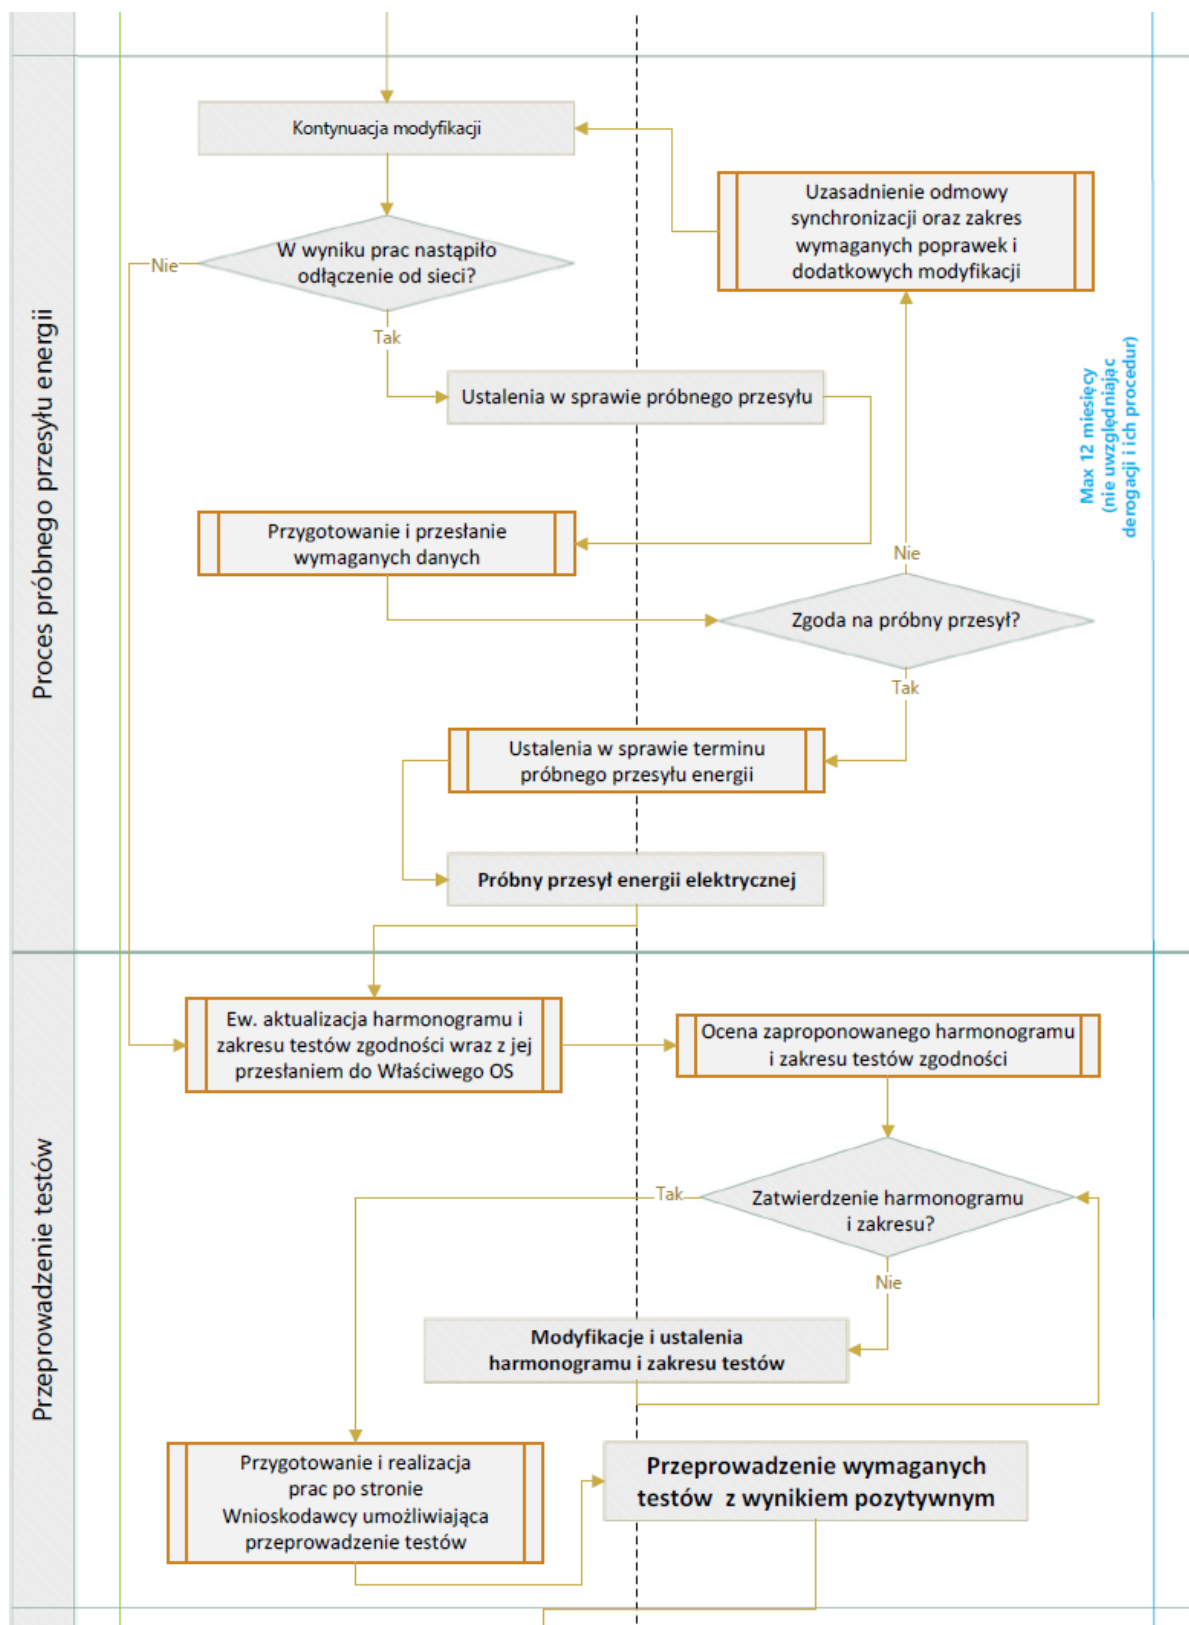 Proces próbnego przesyłu energii
Kontynuacja modyfikacji
Uzasadnienie odmowy
synchronizacji oraz zakres
wymaganych poprawek i
dodatkowych modyfikacji
W wyniku prac nastąpiło
odłączenie od sieci?
Nie
Tak
Ustalenia w sprawie próbnego przesyłu
Max 12 miesięcy
(nie uwzględniając
derogacji i ich procedur)
Przygotowanie i przesłanie
wymaganych danych
Nie
Zgoda na próbny przesył?
Tak
Ustalenia w sprawie terminu
próbnego przesyłu energii
Próbny przesył energii elektrycznej
Przeprowadzenie testów
Ew. aktualizacja harmonogramu i
zakresu testów zgodności wraz z jej
przesłaniem do Właściwego OS
Ocena zaproponowanego harmonogramu
i zakresu testów zgodności
Tak
Zatwierdzenie harmonogramu
i zakresu?
Nie
Modyfikacje i ustalenia
harmonogramu i zakresu testów
Przygotowanie i realizacja
prac po stronie
Wnioskodawcy umożliwiająca
przeprowadzenie testów
Przeprowadzenie wymaganych
testów z wynikiem pozytywnym